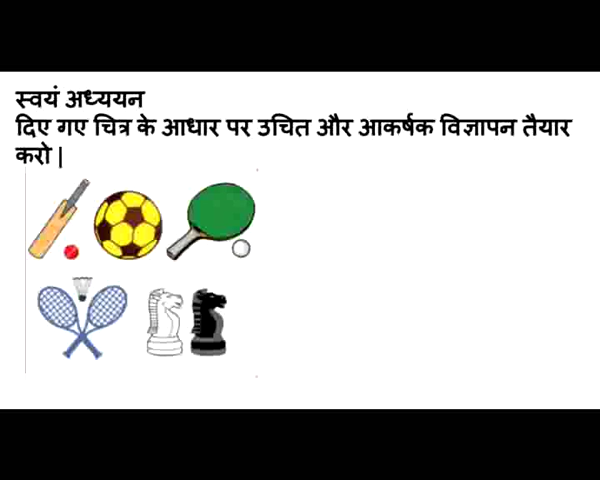 स्वयं अध्ययन
दिए गए चित्र के आधार पर उचित और आकर्षक विज्ञापन तैयार
करो |